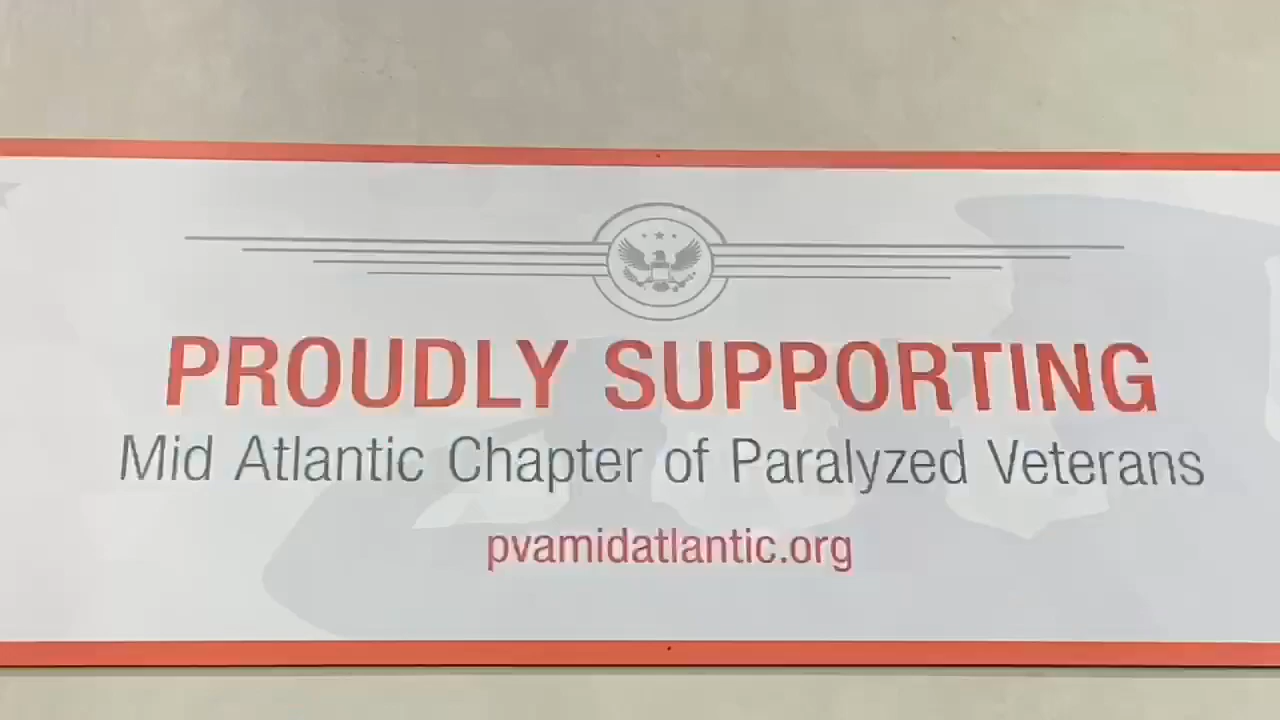 PROUDLY SUPPORTING
Mid Atlantic Chapter of Paralyzed Veterans
pvamidatlantic.org